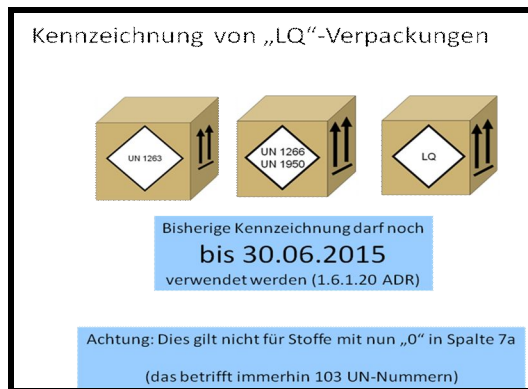 Kennzeichnung von „LQ“-Verpackungen
UN 1263
UN 1266
UN 1950
LQ
Bisherige Kennzeichnung darf noch
bis 30.06.2015
verwendet werden (1.6.1.20 ADR)
Achtung: Dies gilt nicht für Stoffe mit nun „0“ in Spalte 7a
(das betrifft immerhin 103 UN-Nummern)